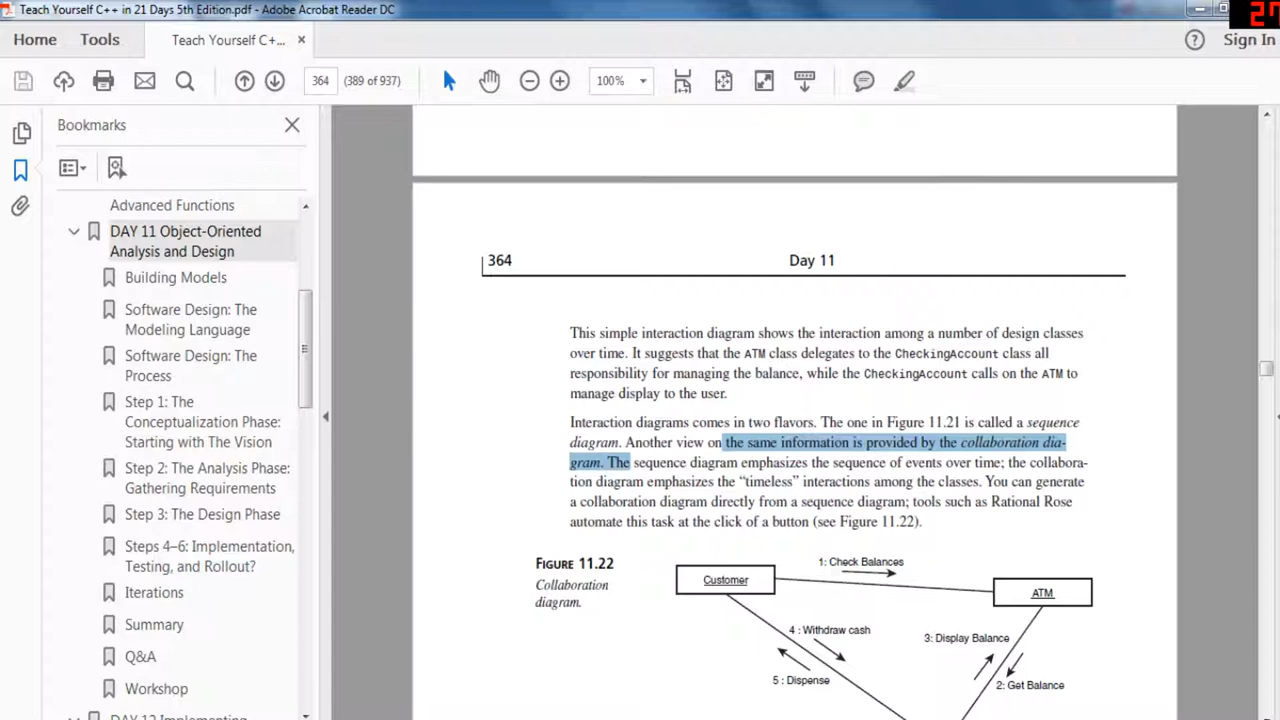 Teach Yourself C++ in 21 Days 5th Edition.pdf - Adobe Acrobat Reader DC
27
Home
Tools
Teach Yourself C+...
Sign In
364
(389 of 937)
100%
Bookmarks
Advanced Functions
DAY 11 Object-Oriented
Analysis and Design
Building Models
Software Design: The
Modeling Language
Software Design: The
Process
Step 1: The
Conceptualization Phase:
Starting with The Vision
Step 2: The Analysis Phase:
Gathering Requirements
Step 3: The Design Phase
Steps 4–6: Implementation,
Testing, and Rollout?
Iterations
Summary
Q&A
Workshop
DAY 12 Implementing
364
Day 11
This simple interaction diagram shows the interaction among a number of design classes
over time. It suggests that the ATM class delegates to the CheckingAccount class all
responsibility for managing the balance, while the CheckingAccount calls on the ATM to
manage display to the user.
Interaction diagrams comes in two flavors. The one in Figure 11.21 is called a sequence
diagram. Another view on the same information is provided by the collaboration dia-
gram. The sequence diagram emphasizes the sequence of events over time; the collabora-
tion diagram emphasizes the “timeless” interactions among the classes. You can generate
a collaboration diagram directly from a sequence diagram; tools such as Rational Rose
automate this task at the click of a button (see Figure 11.22).
FIGURE 11.22
Collaboration
diagram.
1: Check Balances
Customer
ATM
4 : Withdraw cash
3: Display Balance
5 : Dispense
2: Get Balance